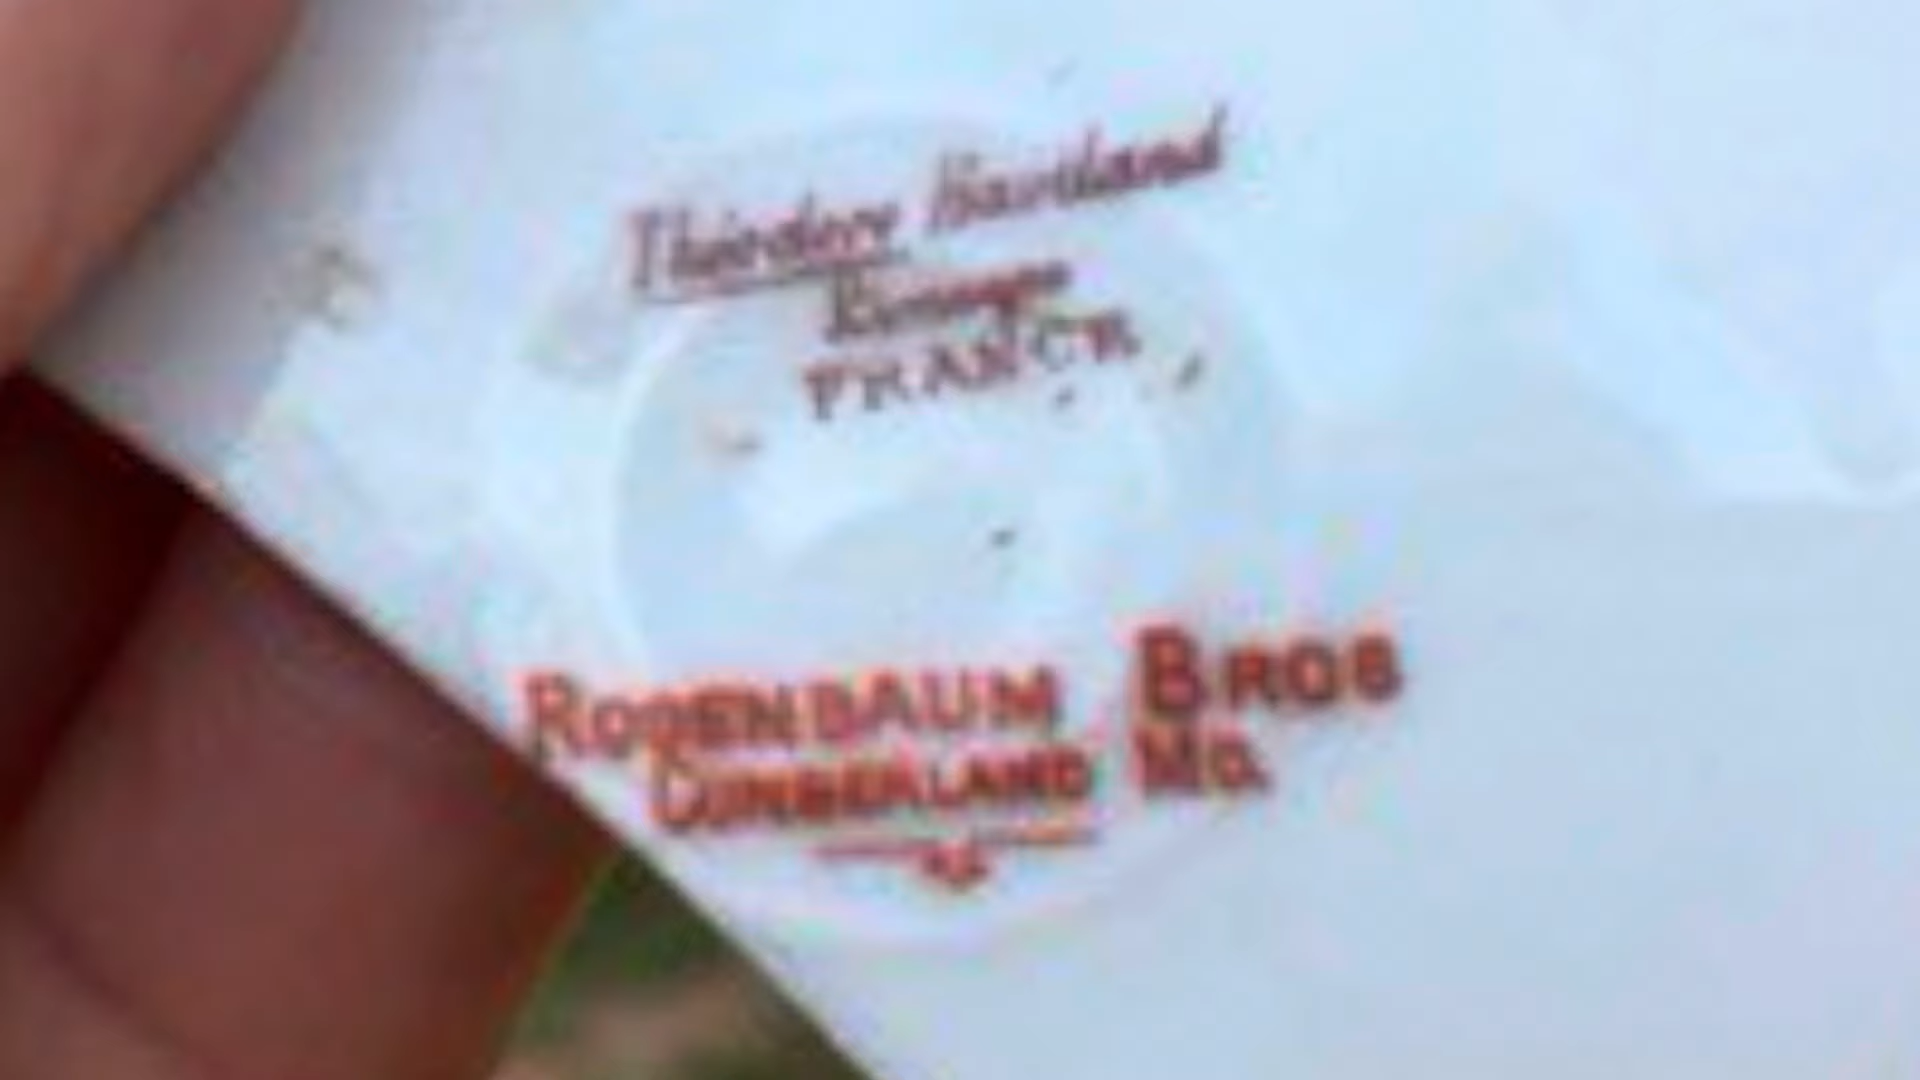 Théodore Haviland
Limoges
FRANCE
ROSENBAUM BROS
CUMBERLAND MD.